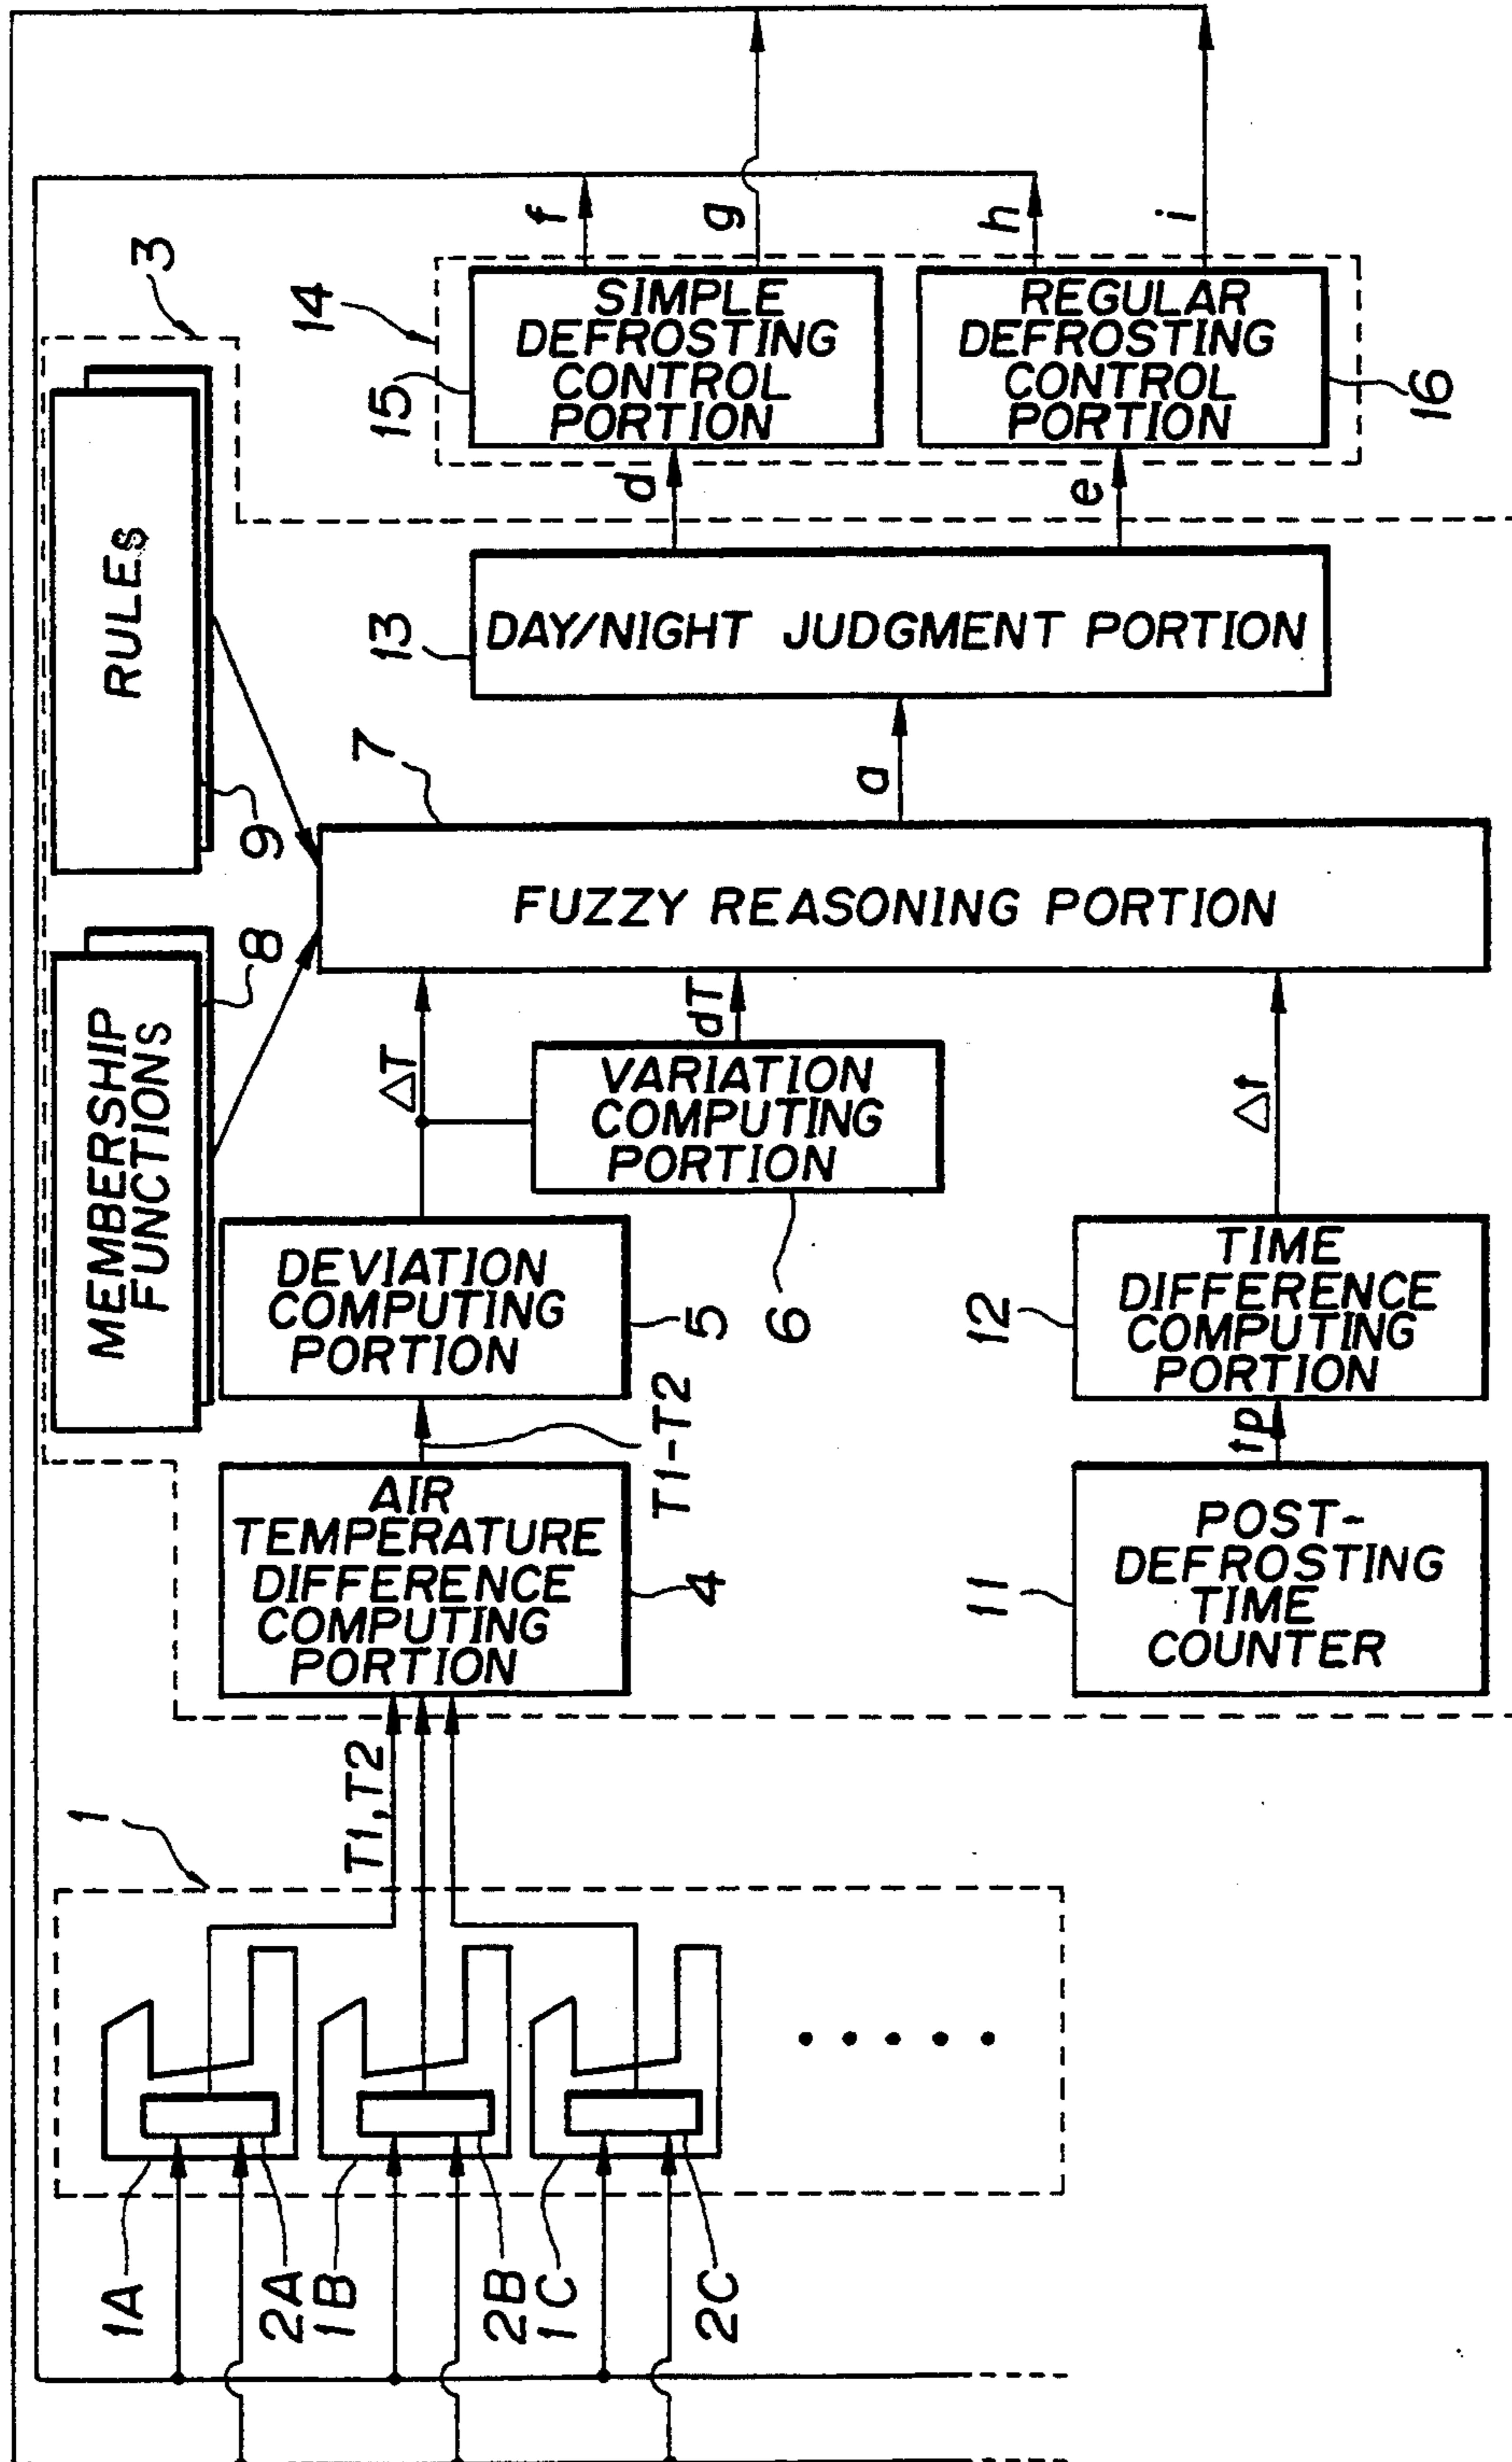 1
1A
2A
1B
2B
1C
2C
T1,T2
3
MEMBERSHIP
FUNCTIONS
8
RULES
9
AIR
TEMPERATURE
DIFFERENCE
COMPUTING
PORTION
4
T1-T2
DEVIATION
COMPUTING
PORTION
5
ΔT
VARIATION
COMPUTING
PORTION
6
dT
POST-
DEFROSTING
TIME
COUNTER
11
tp
TIME
DIFFERENCE
COMPUTING
PORTION
12
Δt
FUZZY REASONING PORTION
7
a
DAY/NIGHT JUDGMENT PORTION
13
d
e
14
SIMPLE
DEFROSTING
CONTROL
PORTION
15
REGULAR
DEFROSTING
CONTROL
PORTION
16
f
g
h
i